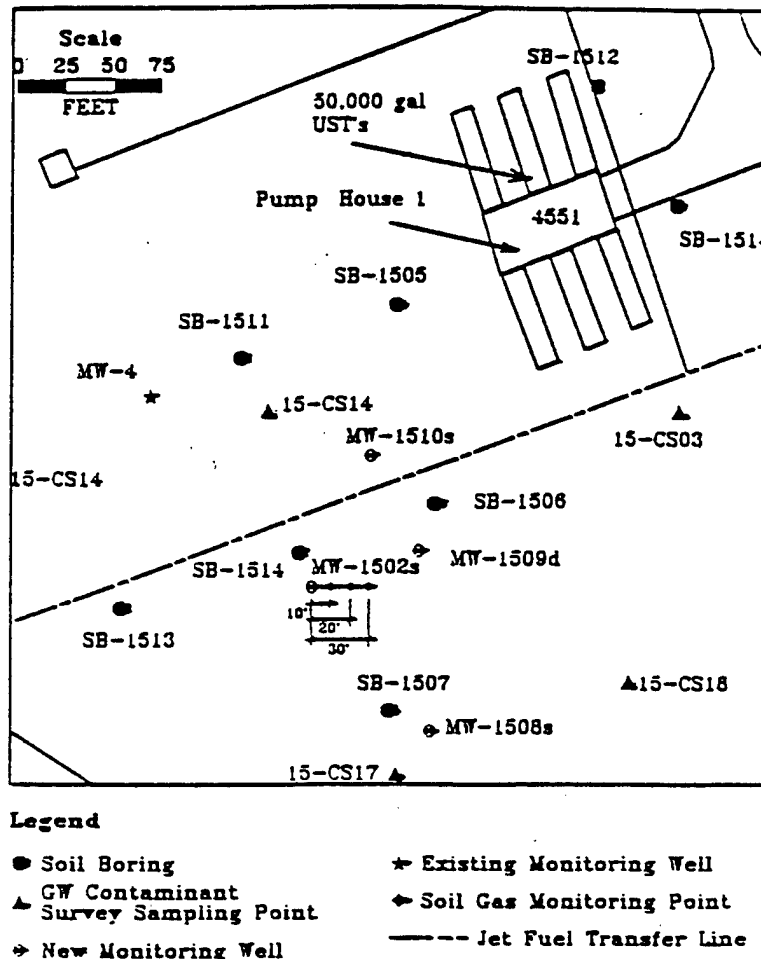 Scale
0 25 50 75
FEET
SB-1512
50.000 gal
UST's
Pump House 1
4551
SB-1514
SB-1505
SB-1511
MW-4
15-CS14
MW-1510s
15-CS03
15-CS14
SB-1506
SB-1514
MW-1502s
MW-1509d
10'
20'
30'
SB-1513
SB-1507
15-CS18
MW-1508s
15-CS17
Legend
Soil Boring
GW Contaminant
Survey Sampling Point
New Monitoring Well
Existing Monitoring Well
Soil Gas Monitoring Point
Jet Fuel Transfer Line